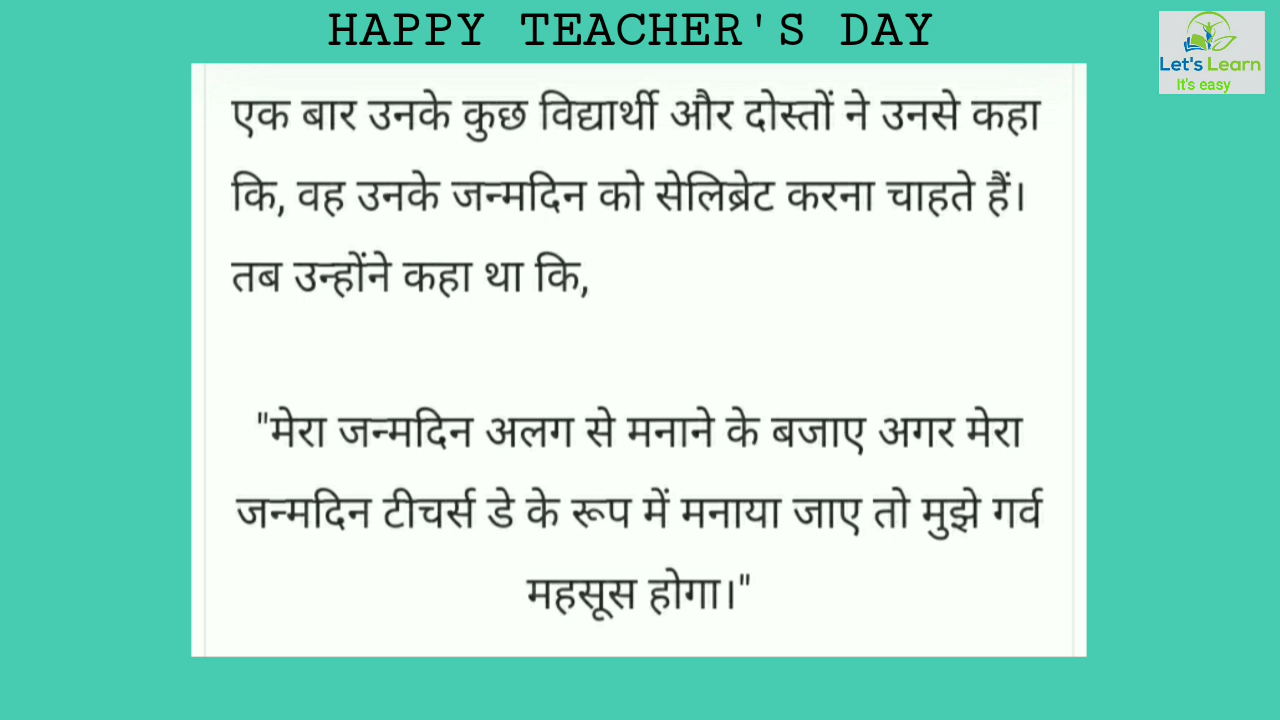 HAPPY TEACHER'S DAY
Let's Learn
It's easy
एक बार उनके कुछ विद्यार्थी और दोस्तों ने उनसे कहा
कि, वह उनके जन्मदिन को सेलिब्रेट करना चाहते हैं।
तब उन्होंने कहा था कि,
"मेरा जन्मदिन अलग से मनाने के बजाए अगर मेरा
जन्मदिन टीचर्स डे के रूप में मनाया जाए तो मुझे गर्व
महसूस होगा।"